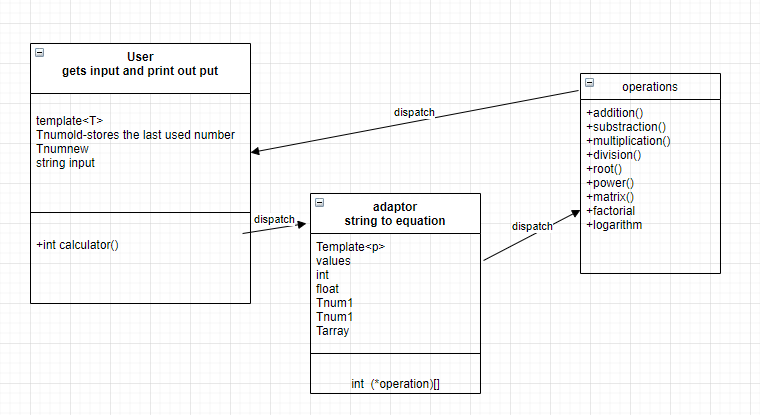 User
gets input and print out put
template<T>
Tnumold-stores the last used number
Tnumnew
string input
+int calculator()
dispatch
adaptor
string to equation
Template<p>
values
int
float
Tnum1
Tnum1
Tarray
int (*operation)[]
dispatch
dispatch
operations
+addition()
+substraction()
+multiplication()
+division()
+root()
+power()
+matrix()
+factorial
+logarithm